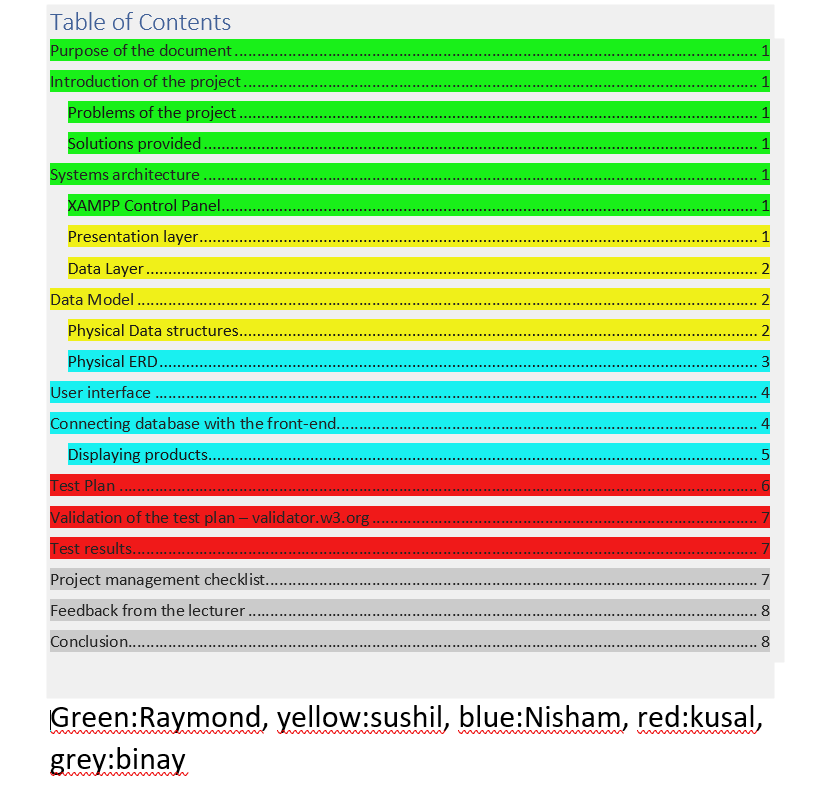 Table of Contents
Purpose of the document ........ 1
Introduction of the project ........ 1
Problems of the project ........ 1
Solutions provided ........ 1
Systems architecture ........ 1
XAMPP Control Panel ........ 1
Presentation layer ........ 1
Data Layer ........ 2
Data Model ........ 2
Physical Data structures ........ 2
Physical ERD ........ 3
User interface ........ 4
Connecting database with the front-end ........ 4
Displaying products ........ 5
Test Plan ........ 6
Validation of the test plan – validator.w3.org ........ 7
Test results ........ 7
Project management checklist ........ 7
Feedback from the lecturer ........ 8
Conclusion ........ 8
Green:Raymond, yellow:sushil, blue:Nisham, red:kusal,
grey:binay